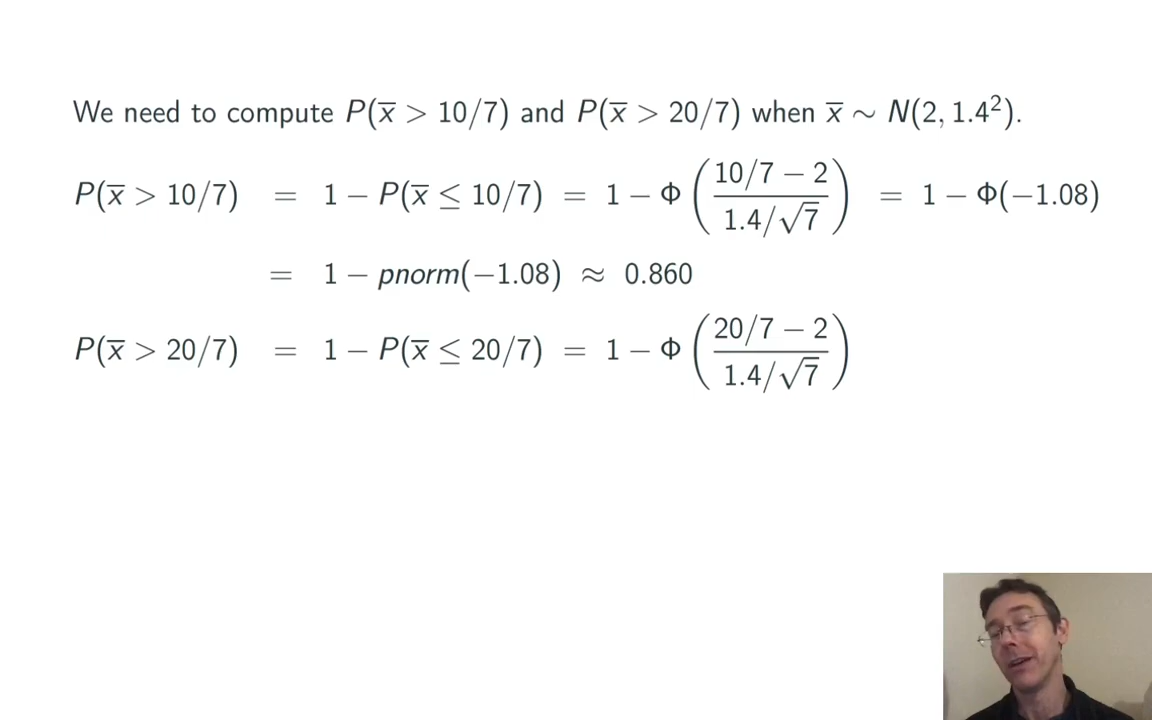 We need to compute P(x̅ > 10/7) and P(x̅ > 20/7) when x̅ ∼ N(2, 1.4²).
P(x̅ > 10/7) = 1 − P(x̅ ≤ 10/7) = 1 − Φ((10/7 − 2)/(1.4/√7)) = 1 − Φ(−1.08)
= 1 − pnorm(−1.08) ≈ 0.860
P(x̅ > 20/7) = 1 − P(x̅ ≤ 20/7) = 1 − Φ((20/7 − 2)/(1.4/√7))